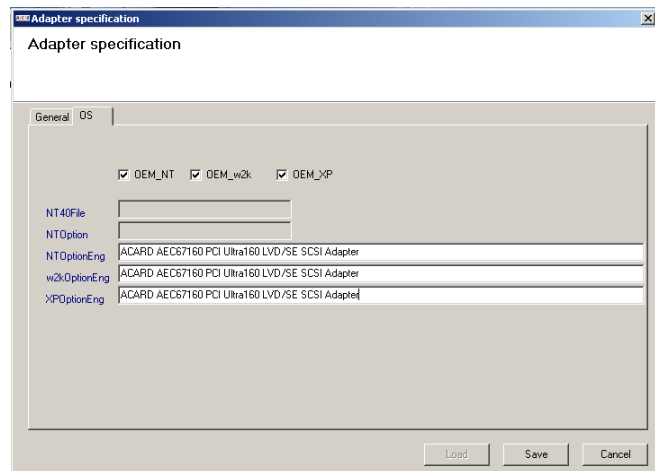 Adapter specification
Adapter specification
General OS
OEM_NT OEM_w2k OEM_XP
NT40File
NTOption
NTOptionEng ACARD AEC67160 PCI Ultra160 LVD/SE SCSI Adapter
w2kOptionEng ACARD AEC67160 PCI Ultra160 LVD/SE SCSI Adapter
XPOptionEng ACARD AEC67160 PCI Ultra160 LVD/SE SCSI Adapter
Load Save Cancel